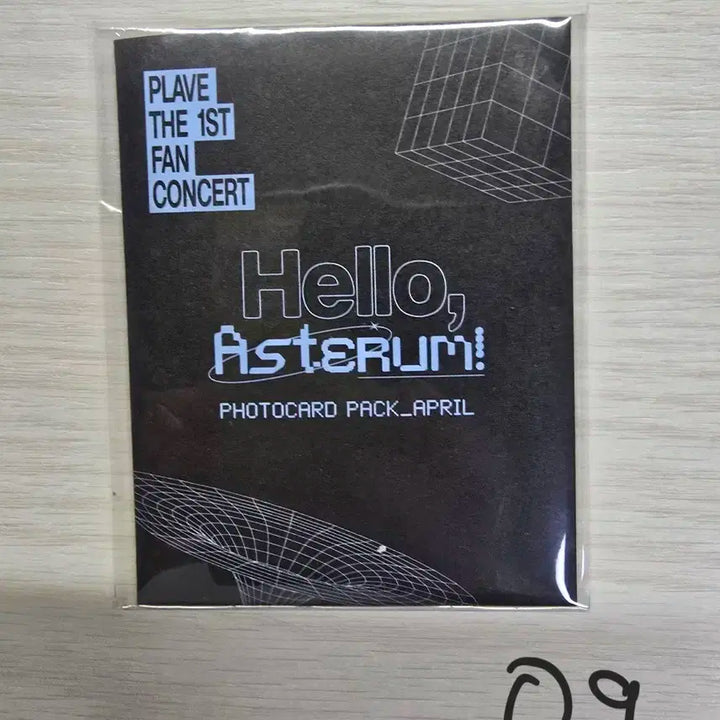 PLAVE
THE 1ST
FAN
CONCERT
Hello,
Asterum!
PHOTOCARD PACK_APRIL